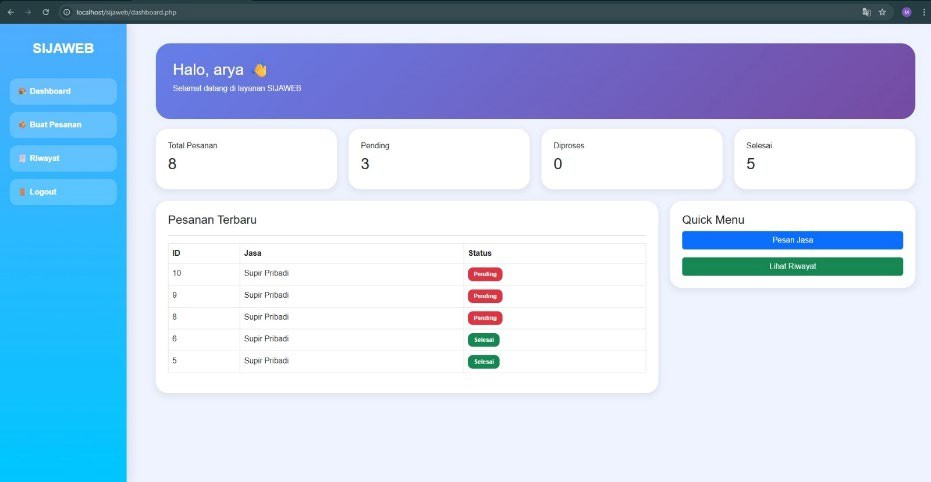 localhost/sijaweb/dashboard.php
M
SIJAWEB
Dashboard
Buat Pesanan
Riwayat
Logout
Halo, arya 👋
Selamat datang di layanan SIJAWEB
Total Pesanan
8
Pending
3
Diproses
0
Selesai
5
Pesanan Terbaru
ID Jasa Status
10 Supir Pribadi Pending
9 Supir Pribadi Pending
8 Supir Pribadi Pending
6 Supir Pribadi Selesai
5 Supir Pribadi Selesai
Quick Menu
Pesan Jasa
Lihat Riwayat